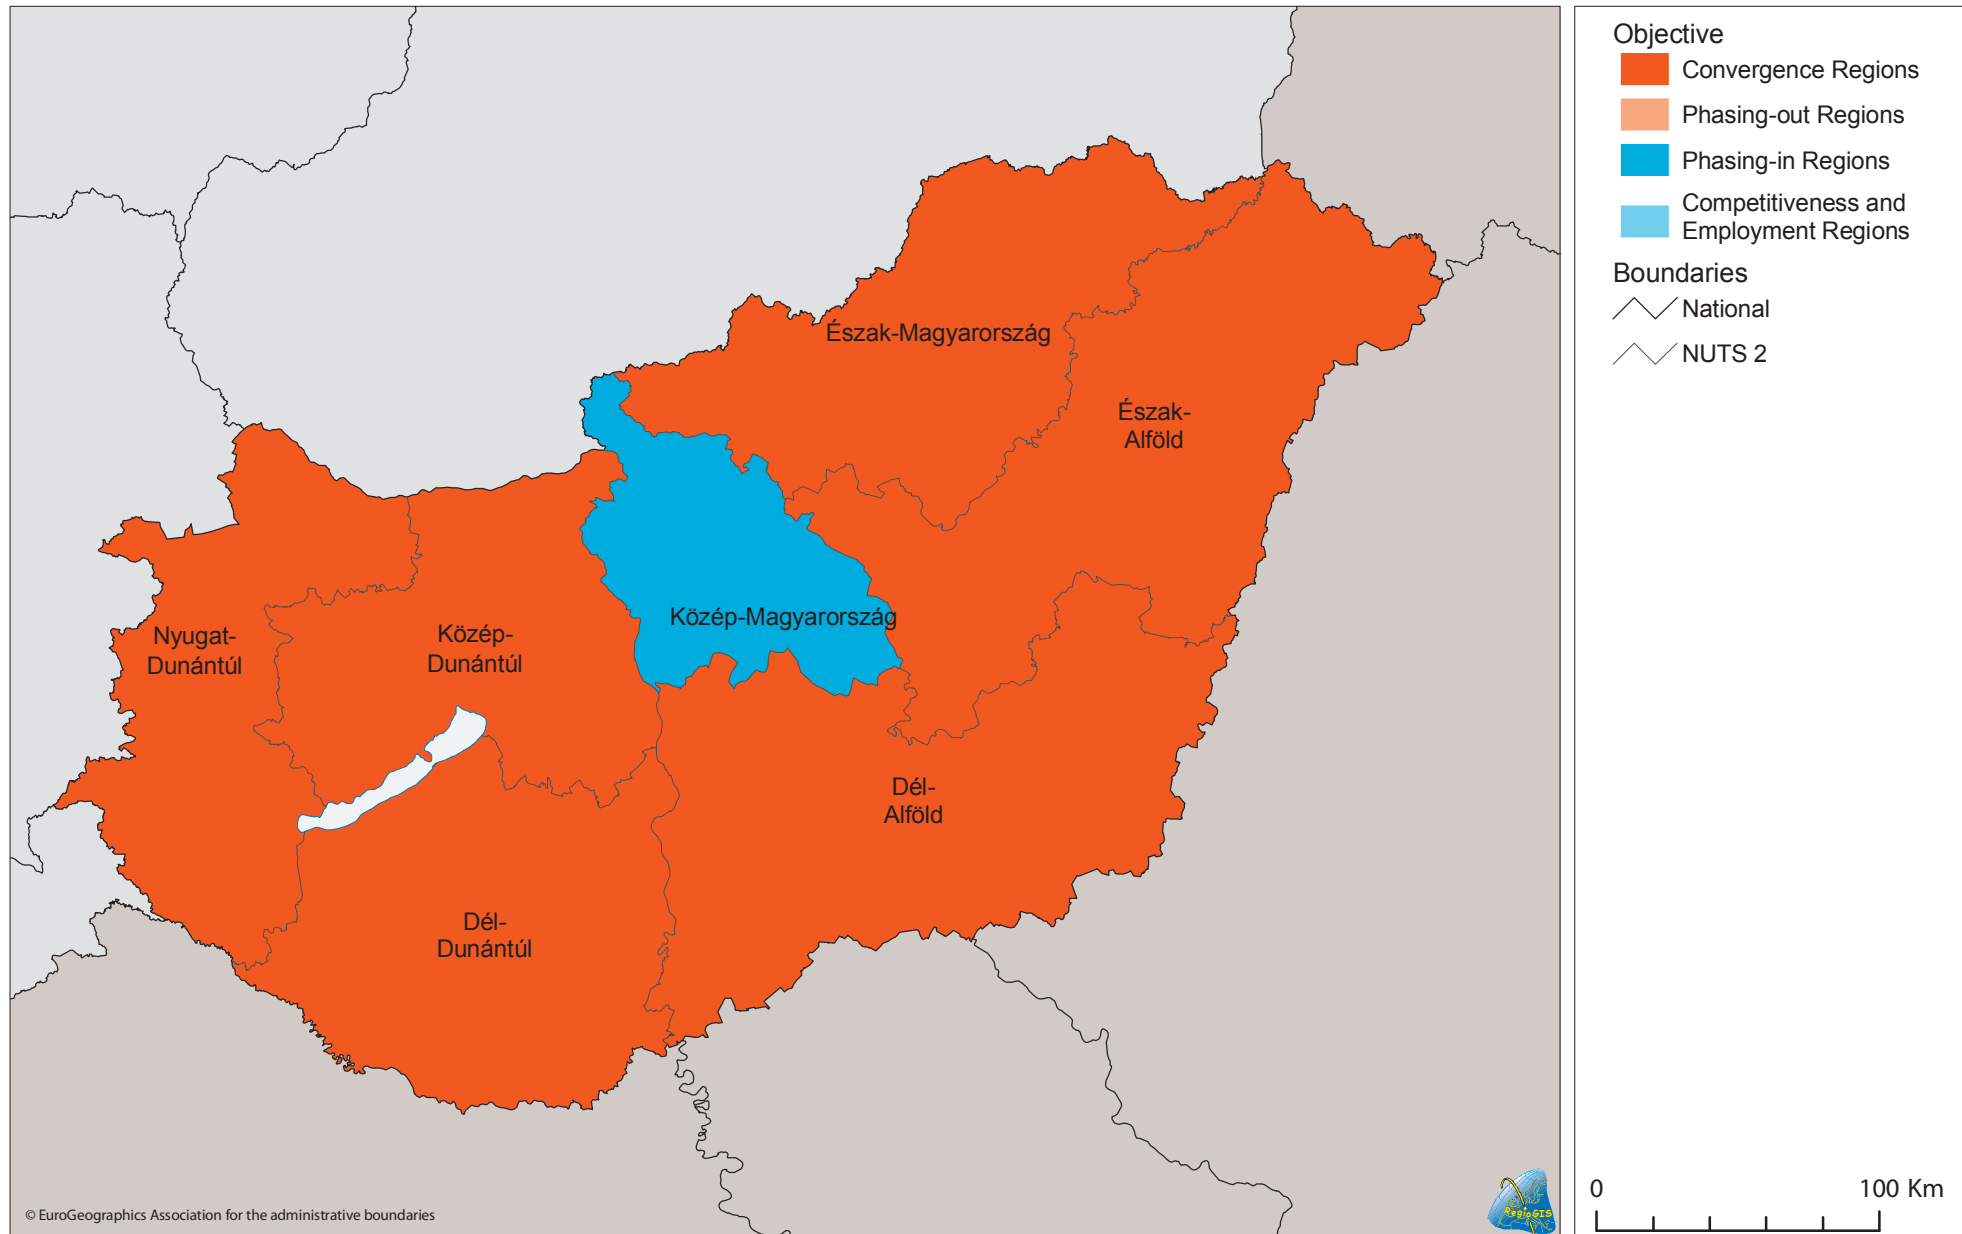 Objective
Convergence Regions
Phasing-out Regions
Phasing-in Regions
Competitiveness and
Employment Regions
Boundaries
National
NUTS 2
Észak-Magyarország
Észak-
Alföld
Közép-Magyarország
Nyugat-
Dunántúl
Közép-
Dunántúl
Dél-
Alföld
Dél-
Dunántúl
© EuroGeographics Association for the administrative boundaries
RegioGIS
0 100 Km